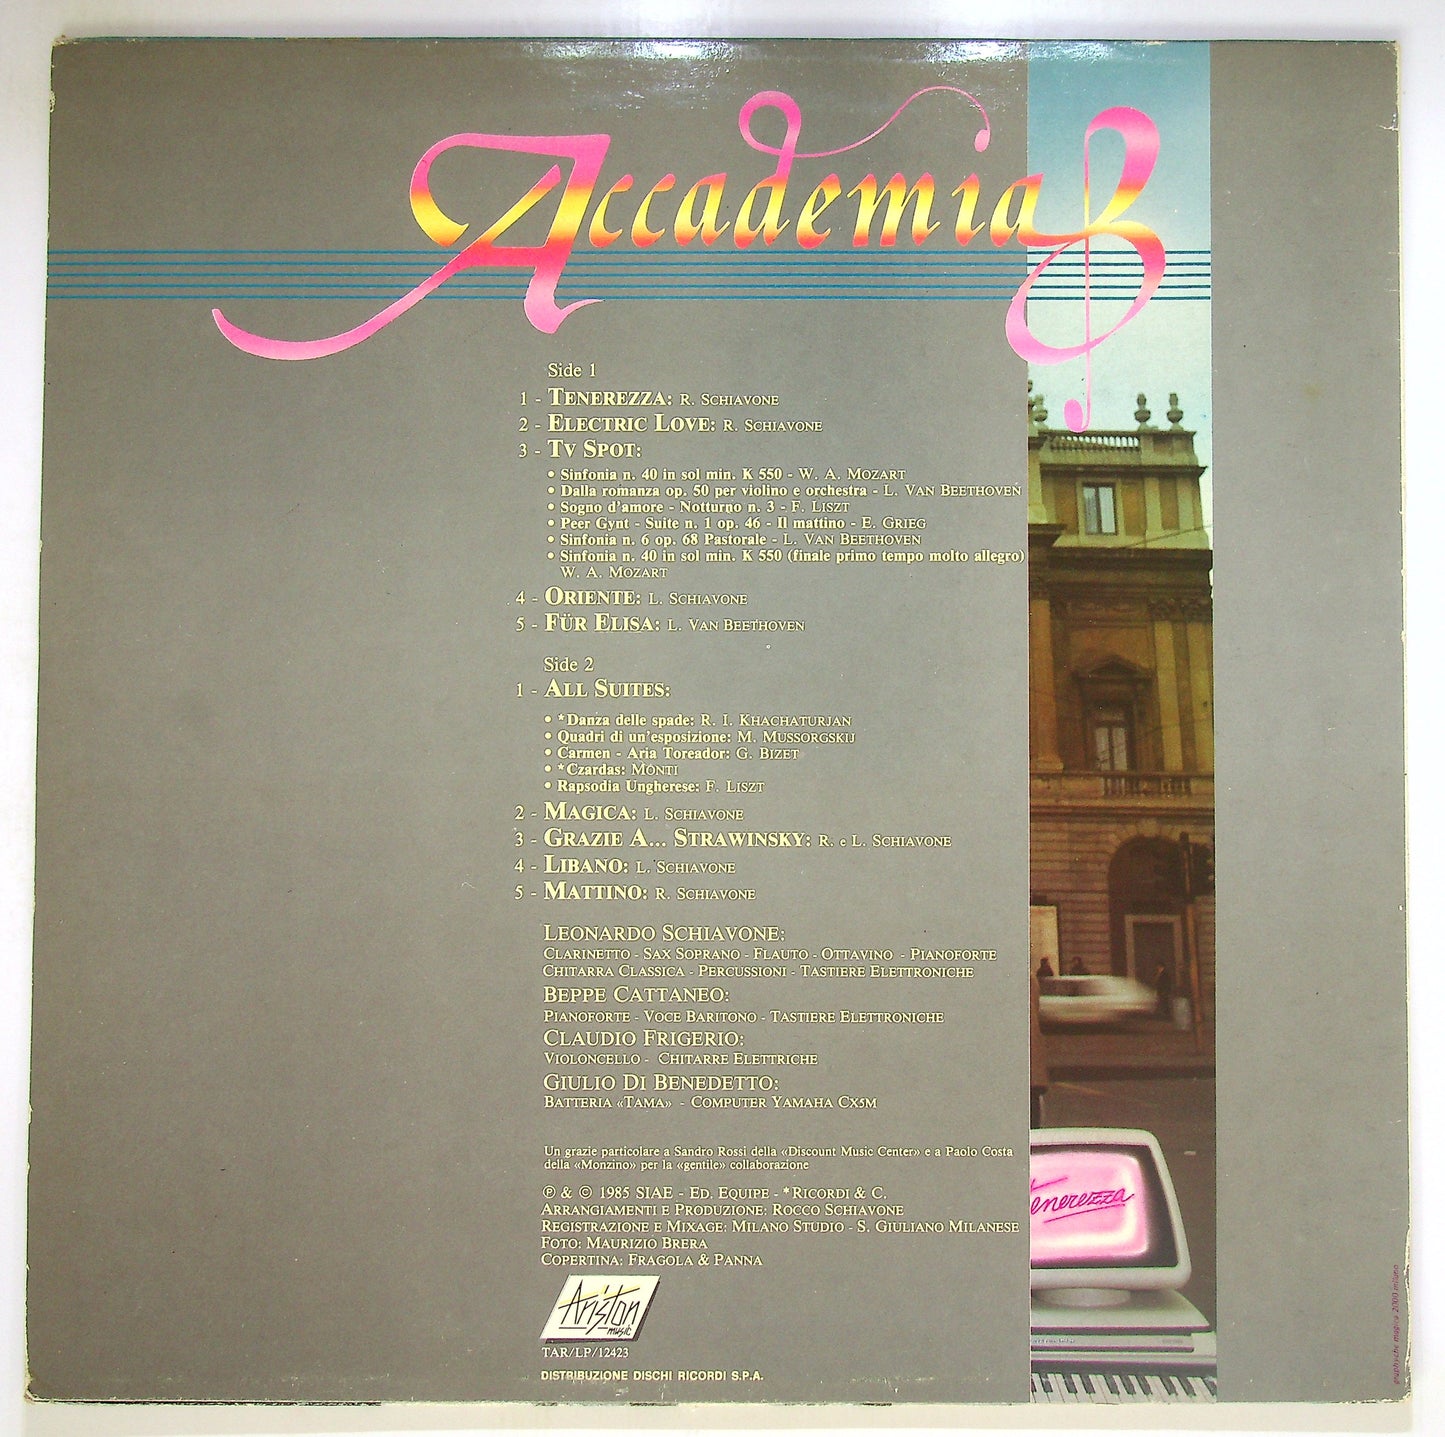 Accademia
Side 1
1 - TENEREZZA: R. SCHIAVONE
2 - ELECTRIC LOVE: R. SCHIAVONE
3 - TV SPOT:
• Sinfonia n. 40 in sol min. K 550 - W. A. MOZART
• Dalla romanza op. 50 per violino e orchestra - L. VAN BEETHOVEN
• Sogno d'amore - Notturno n. 3 - F. LISZT
• Peer Gynt - Suite n. 1 op. 46 - Il mattino - E. GRIEG
• Sinfonia n. 6 op. 68 Pastorale - L. VAN BEETHOVEN
• Sinfonia n. 40 in sol min. K 550 (finale primo tempo molto allegro)
W. A. MOZART
4 - ORIENTE: L. SCHIAVONE
5 - FÜR ELISA: L. VAN BEETHOVEN
Side 2
1 - ALL SUITES:
• *Danza delle spade: R. I. KHACHATURJAN
• Quadri di un'esposizione: M. MUSSORGSKIJ
• Carmen - Aria Toreador: G. BIZET
• *Czardas: MONTI
• Rapsodia Ungherese: F. LISZT
2 - MAGICA: L. SCHIAVONE
3 - GRAZIE A... STRAWINSKY: R. e L. SCHIAVONE
4 - LIBANO: L. SCHIAVONE
5 - MATTINO: R. SCHIAVONE
LEONARDO SCHIAVONE:
CLARINETTO - SAX SOPRANO - FLAUTO - OTTAVINO - PIANOFORTE
CHITARRA CLASSICA - PERCUSSIONI - TASTIERE ELETTRONICHE
BEPPE CATTANEO:
PIANOFORTE - VOCE BARITONO - TASTIERE ELETTRONICHE
CLAUDIO FRIGERIO:
VIOLONCELLO - CHITARRE ELETTRICHE
GIULIO DI BENEDETTO:
BATTERIA «TAMA» - COMPUTER YAMAHA CX5M
Un grazie particolare a Sandro Rossi della «Discount Music Center» e a Paolo Costa
della «Monzino» per la «gentile» collaborazione
℗ & © 1985 SIAE - ED. EQUIPE - *RICORDI & C.
ARRANGIAMENTI E PRODUZIONE: ROCCO SCHIAVONE
REGISTRAZIONE E MIXAGE: MILANO STUDIO - S. GIULIANO MILANESE
FOTO: MAURIZIO BRERA
COPERTINA: FRAGOLA & PANNA
Ariston
music
TAR/LP/12423
DISTRIBUZIONE DISCHI RICORDI S.P.A.
Tenerezza
graphyche magica 2000 milano